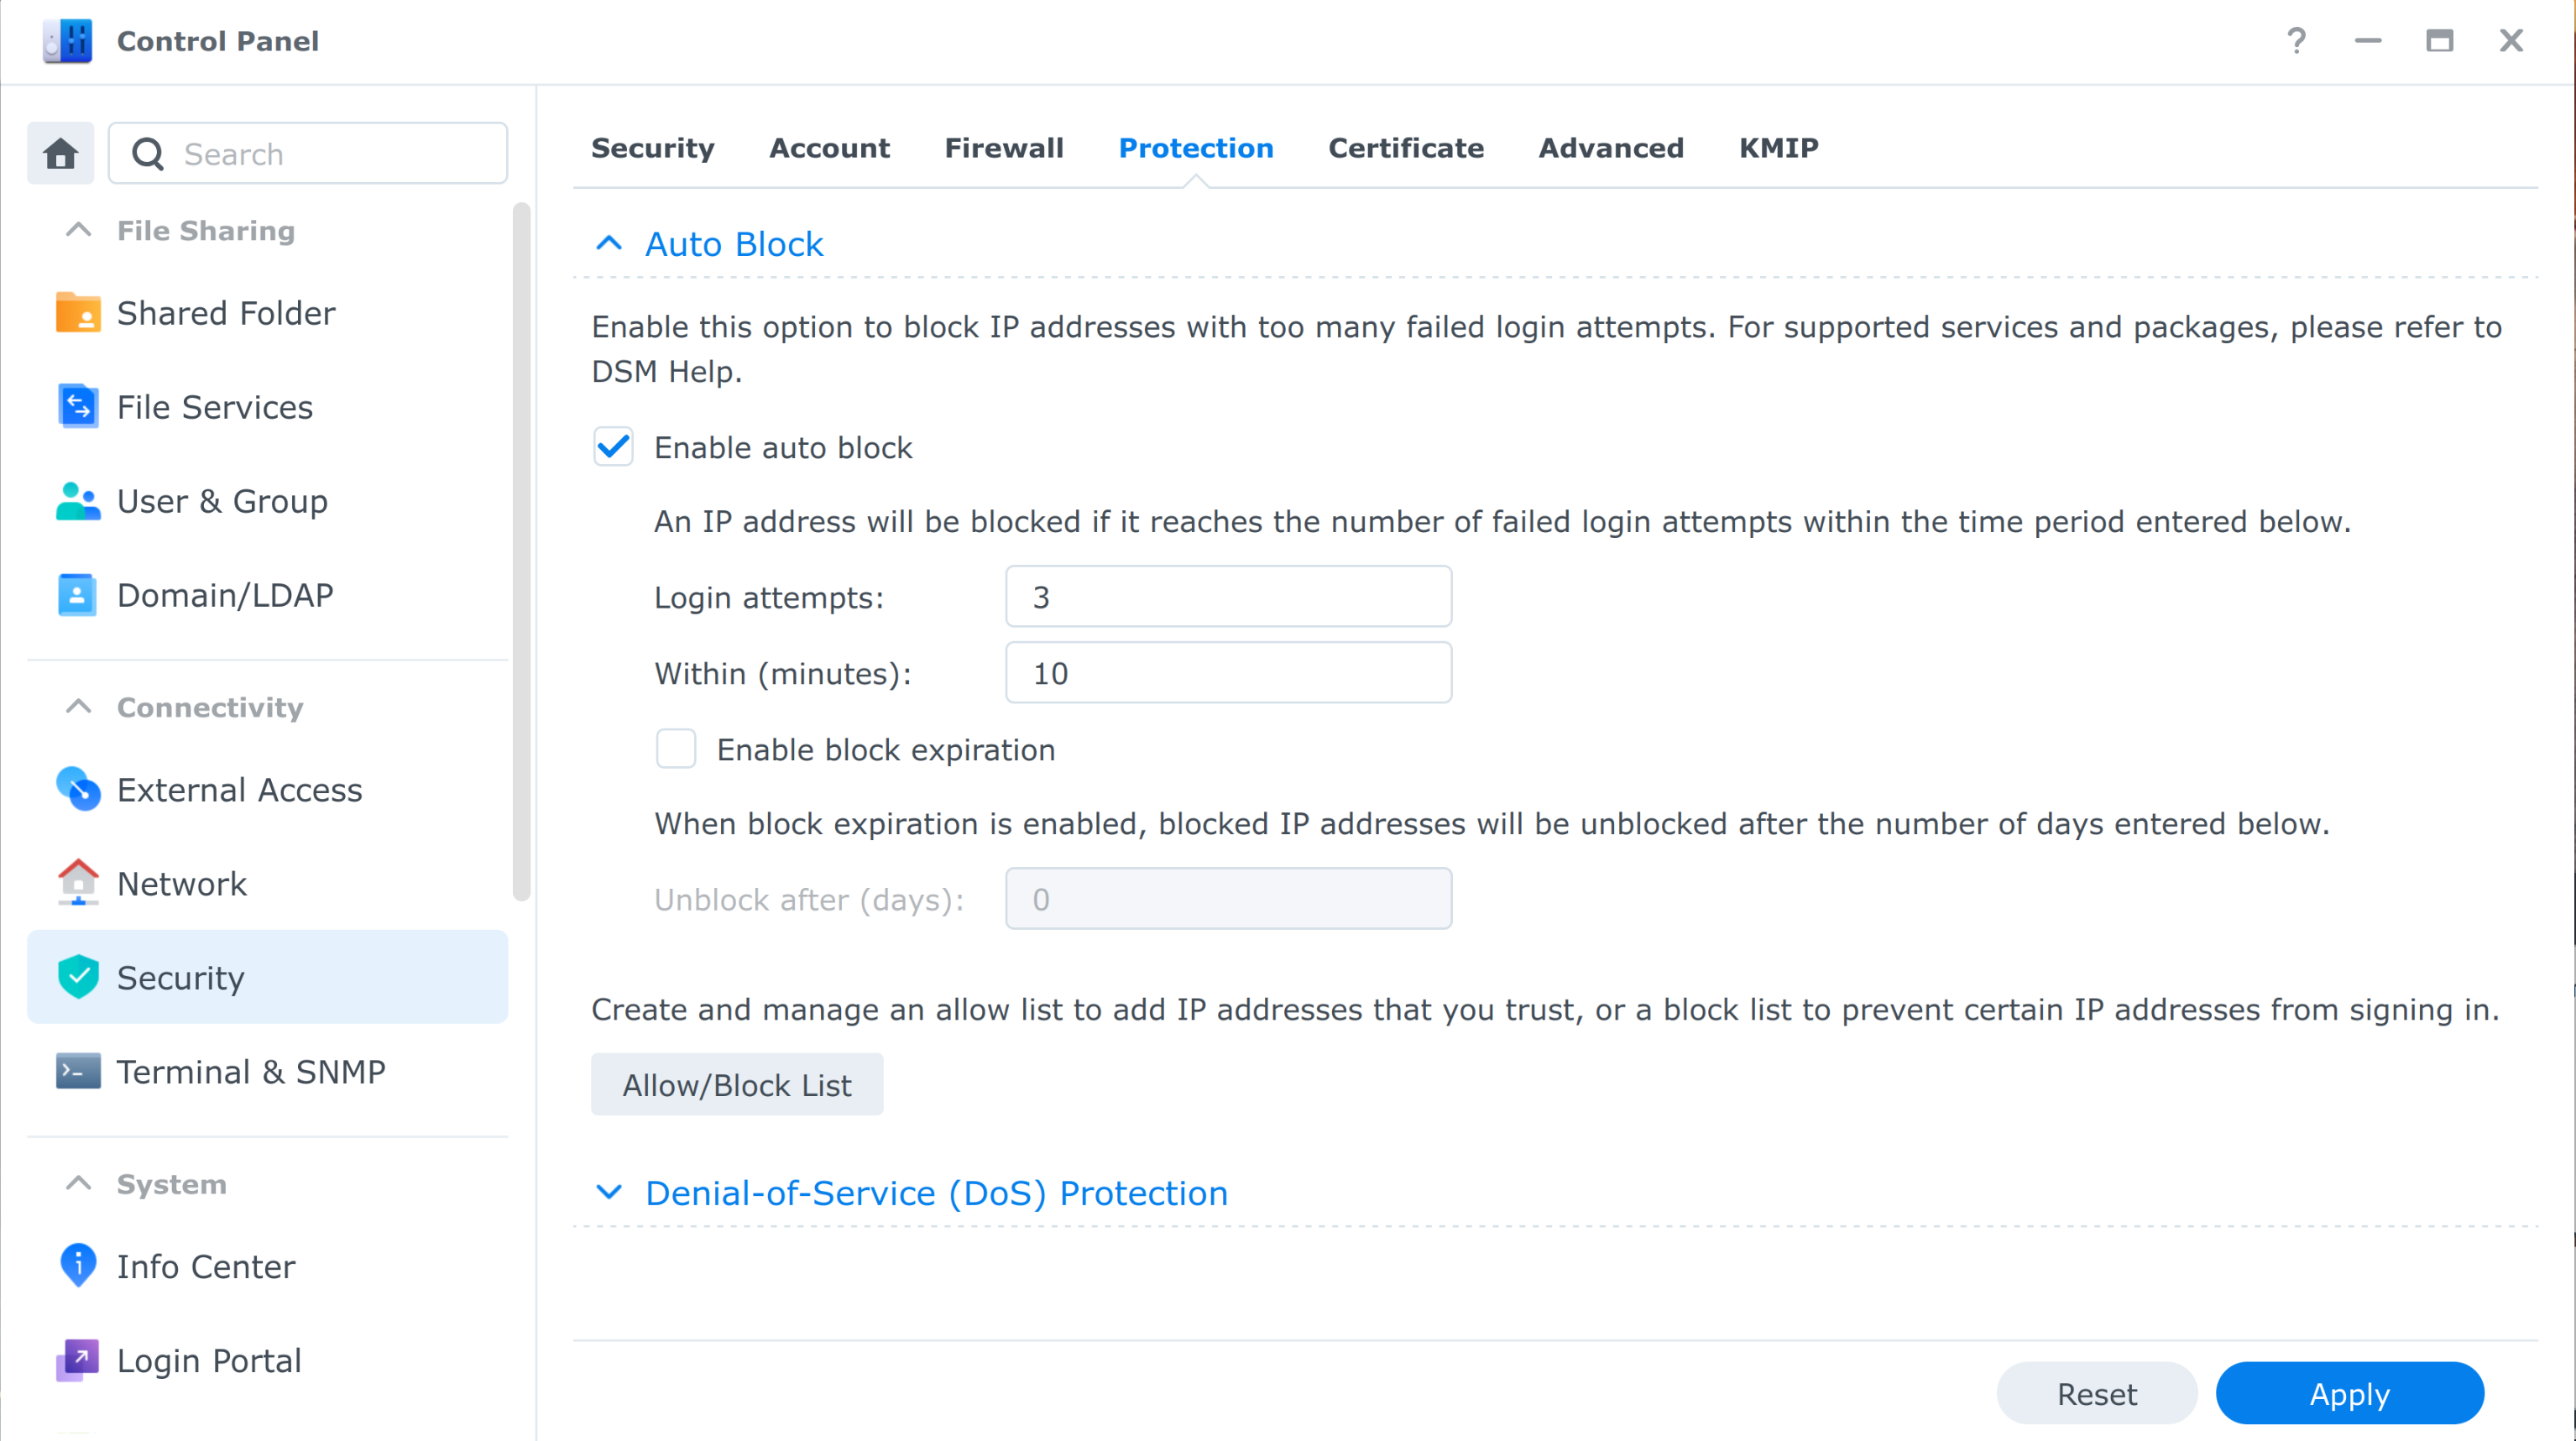 Control Panel
Search
File Sharing
Shared Folder
File Services
User & Group
Domain/LDAP
Connectivity
External Access
Network
Security
Terminal & SNMP
System
Info Center
Login Portal
Security Account Firewall Protection Certificate Advanced KMIP
Auto Block
Enable this option to block IP addresses with too many failed login attempts. For supported services and packages, please refer to
DSM Help.
Enable auto block
An IP address will be blocked if it reaches the number of failed login attempts within the time period entered below.
Login attempts: 3
Within (minutes): 10
Enable block expiration
When block expiration is enabled, blocked IP addresses will be unblocked after the number of days entered below.
Unblock after (days): 0
Create and manage an allow list to add IP addresses that you trust, or a block list to prevent certain IP addresses from signing in.
Allow/Block List
Denial-of-Service (DoS) Protection
Reset Apply